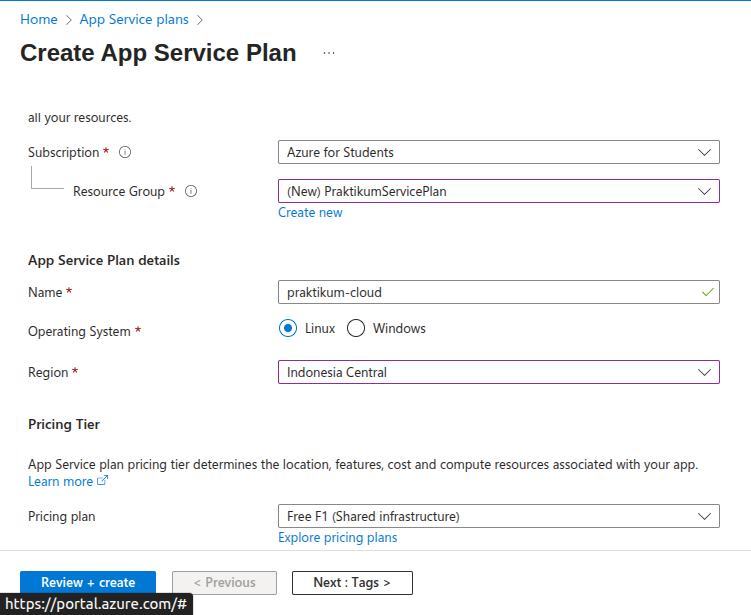 Home > App Service plans >
Create App Service Plan ...
all your resources.
Subscription *
Azure for Students
Resource Group *
(New) PraktikumServicePlan
Create new
App Service Plan details
Name *
praktikum-cloud
Operating System *
Linux
Windows
Region *
Indonesia Central
Pricing Tier
App Service plan pricing tier determines the location, features, cost and compute resources associated with your app.
Learn more
Pricing plan
Free F1 (Shared infrastructure)
Explore pricing plans
Review + create
< Previous
Next : Tags >
https://portal.azure.com/#